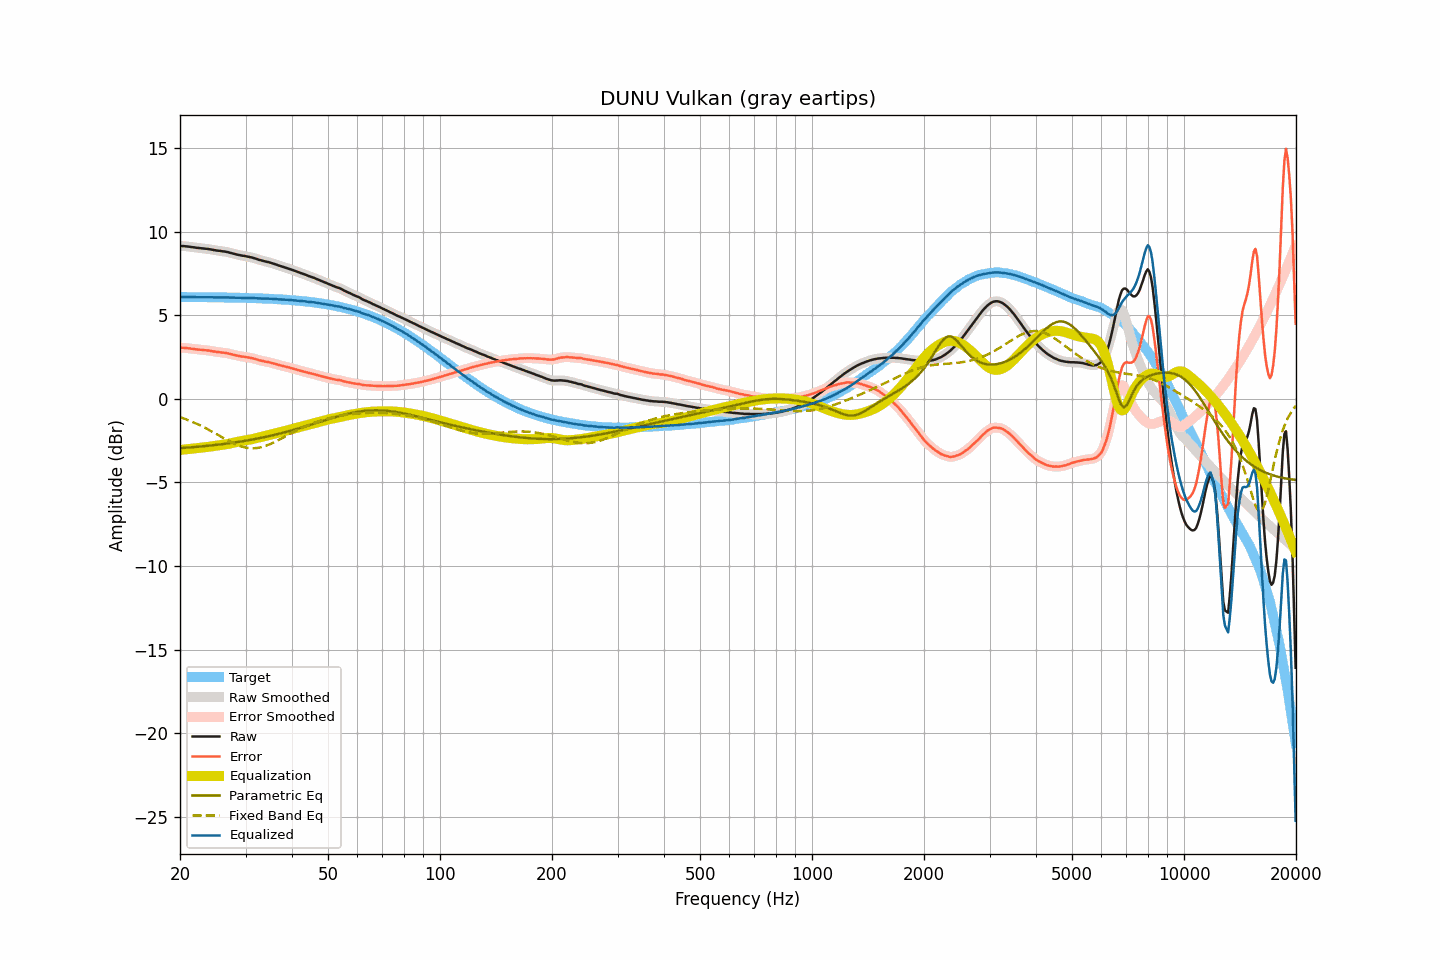 DUNU Vulkan (gray eartips)
15
10
5
0
−5
−10
−15
−20
−25
Amplitude (dBr)
Target
Raw Smoothed
Error Smoothed
Raw
Error
Equalization
Parametric Eq
Fixed Band Eq
Equalized
20 50 100 200 500 1000 2000 5000 10000 20000
Frequency (Hz)